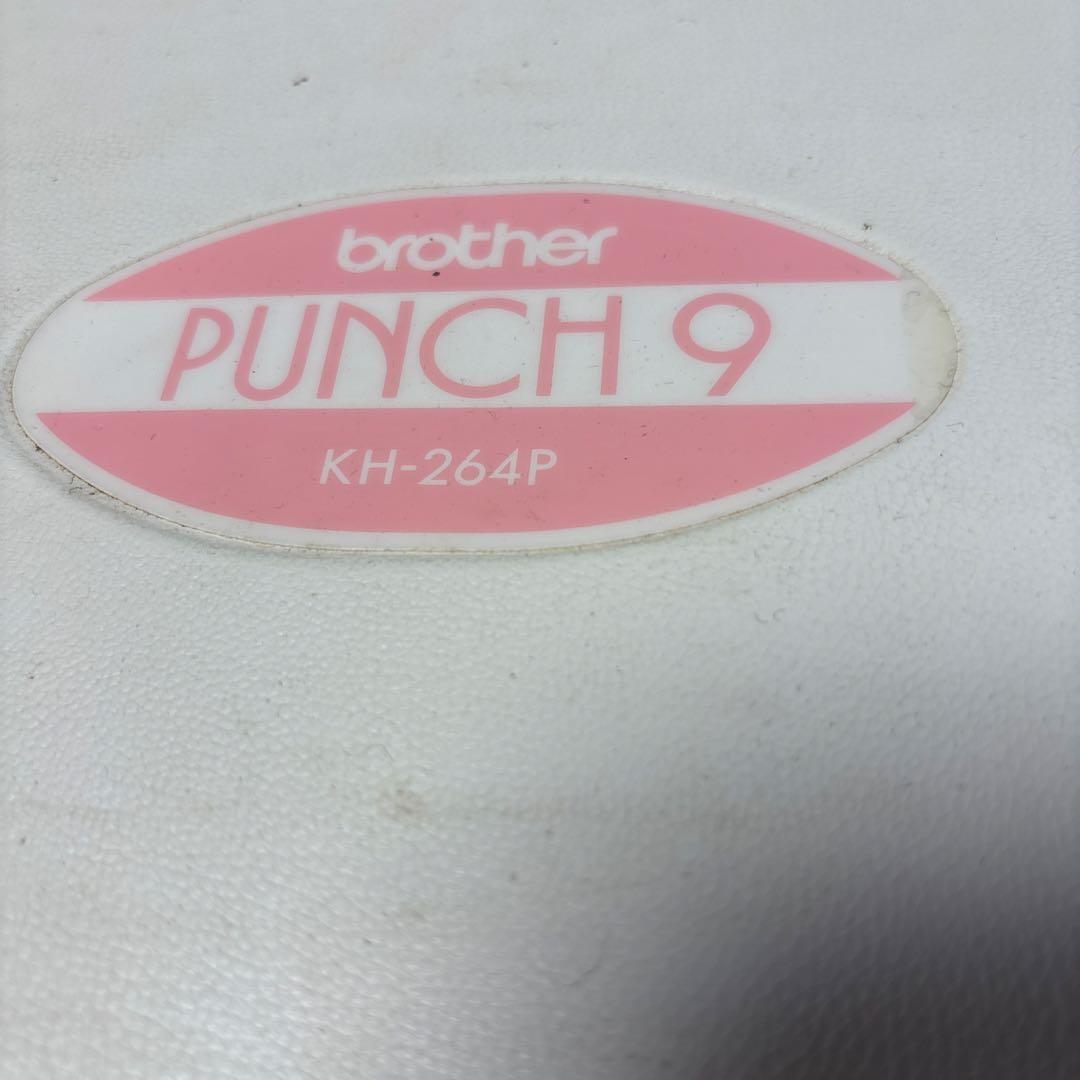 brother
PUNCH 9
KH-264P